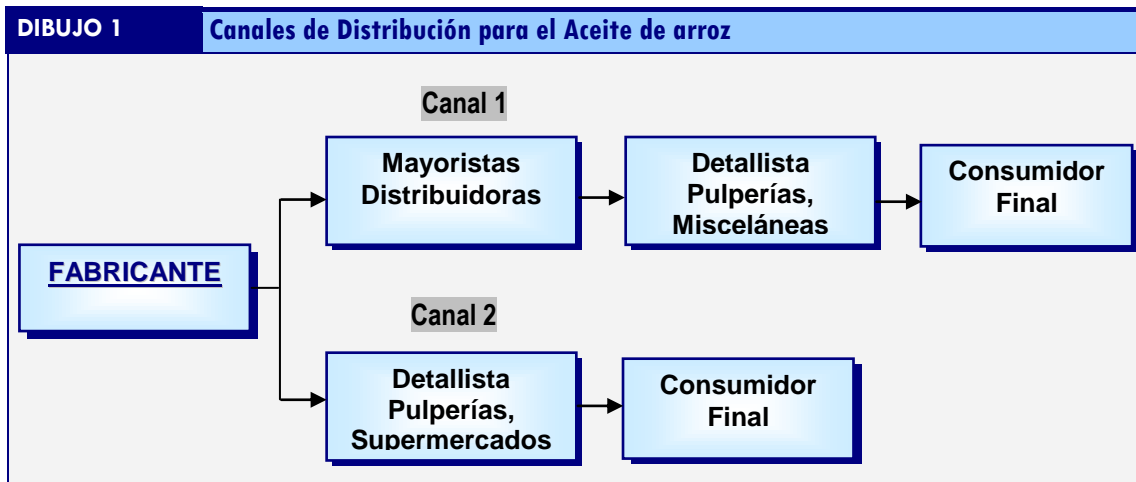 DIBUJO 1
Canales de Distribución para el Aceite de arroz
Canal 1
Mayoristas
Distribuidoras
Detallista
Pulperías,
Misceláneas
Consumidor
Final
FABRICANTE
Canal 2
Detallista
Pulperías,
Supermercados
Consumidor
Final